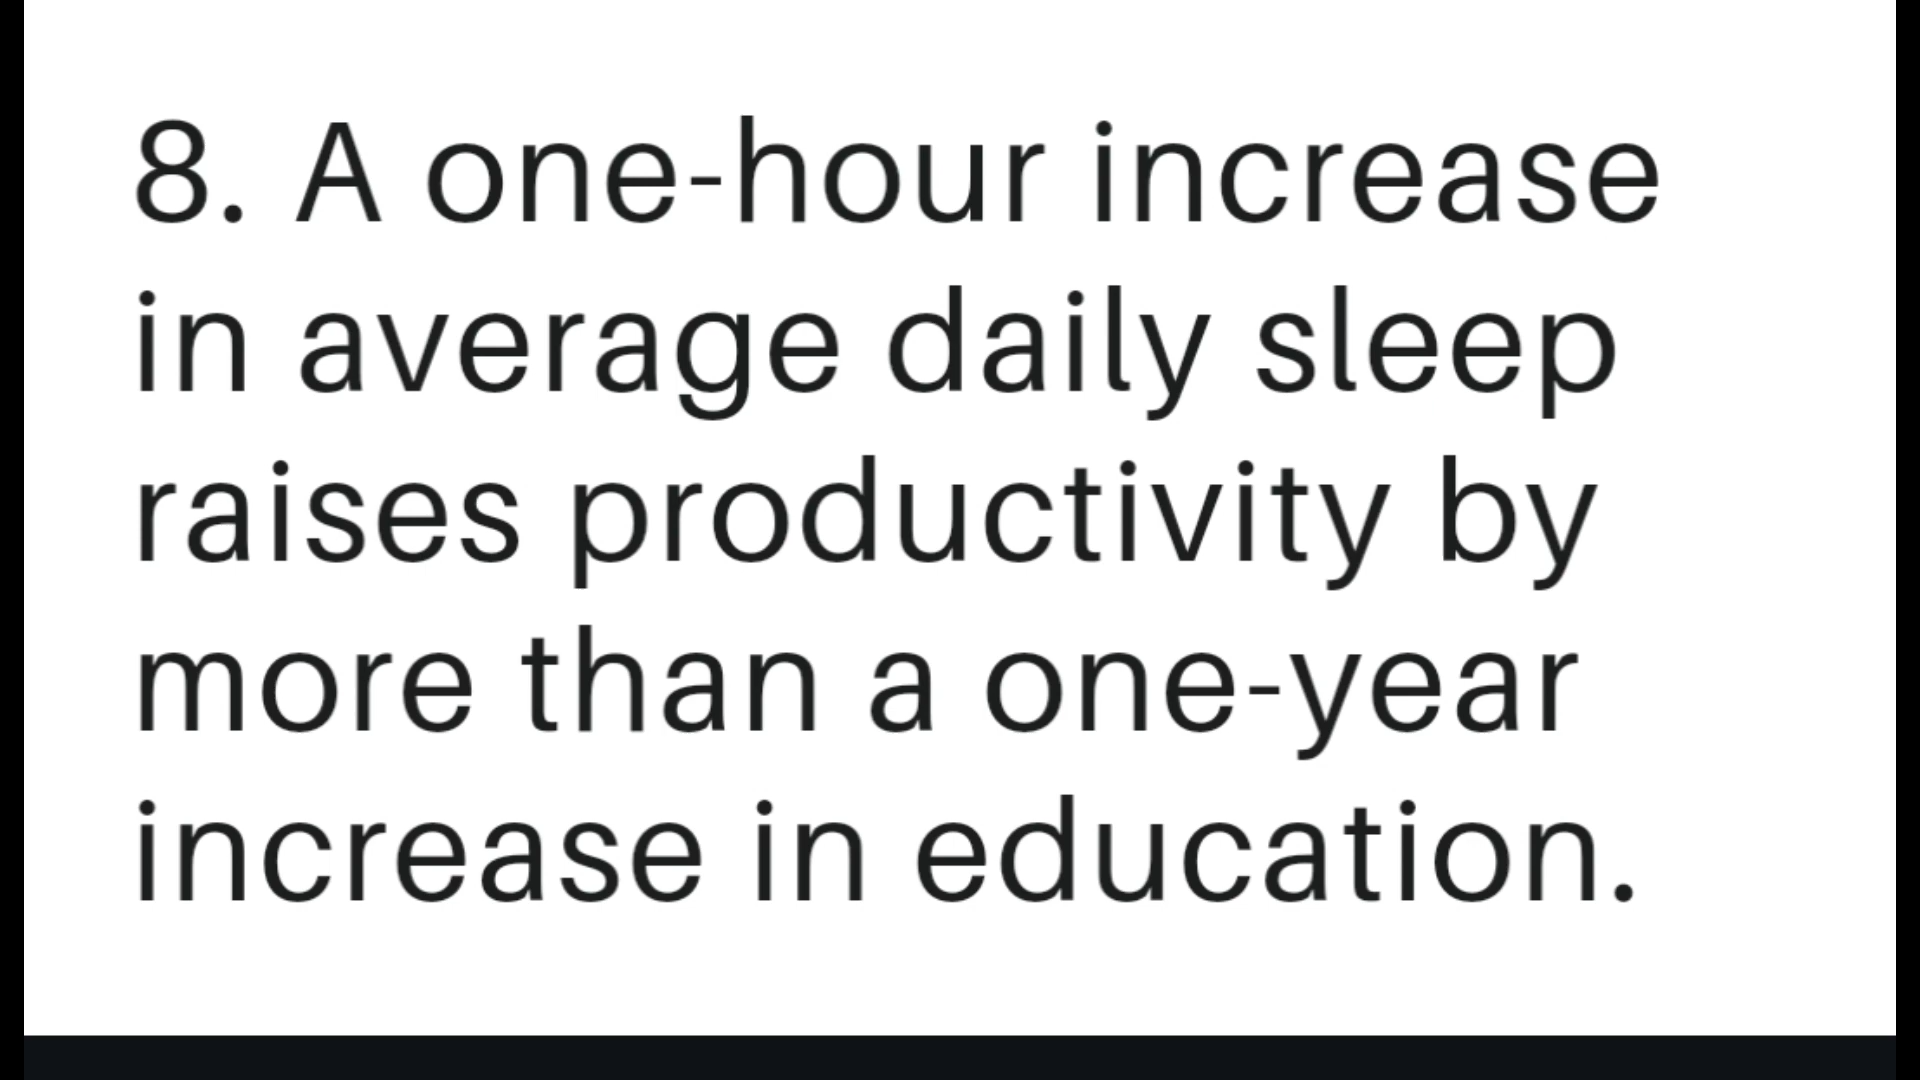 8. A one-hour increase
in average daily sleep
raises productivity by
more than a one-year
increase in education.